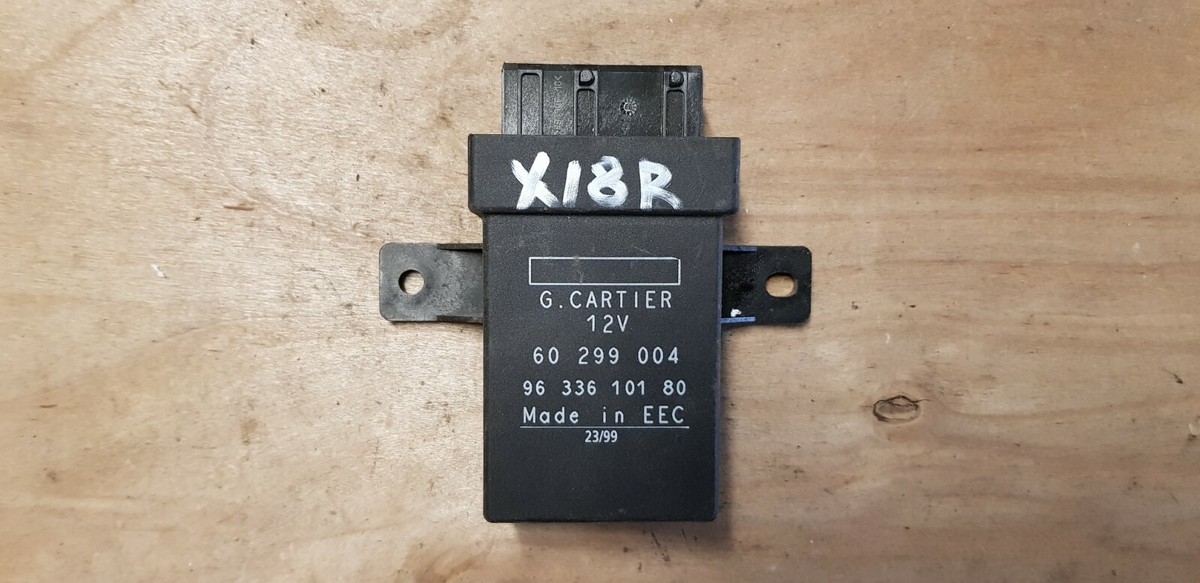 X18R
G.CARTIER
12V
60 299 004
96 336 101 80
Made in EEC
23/99